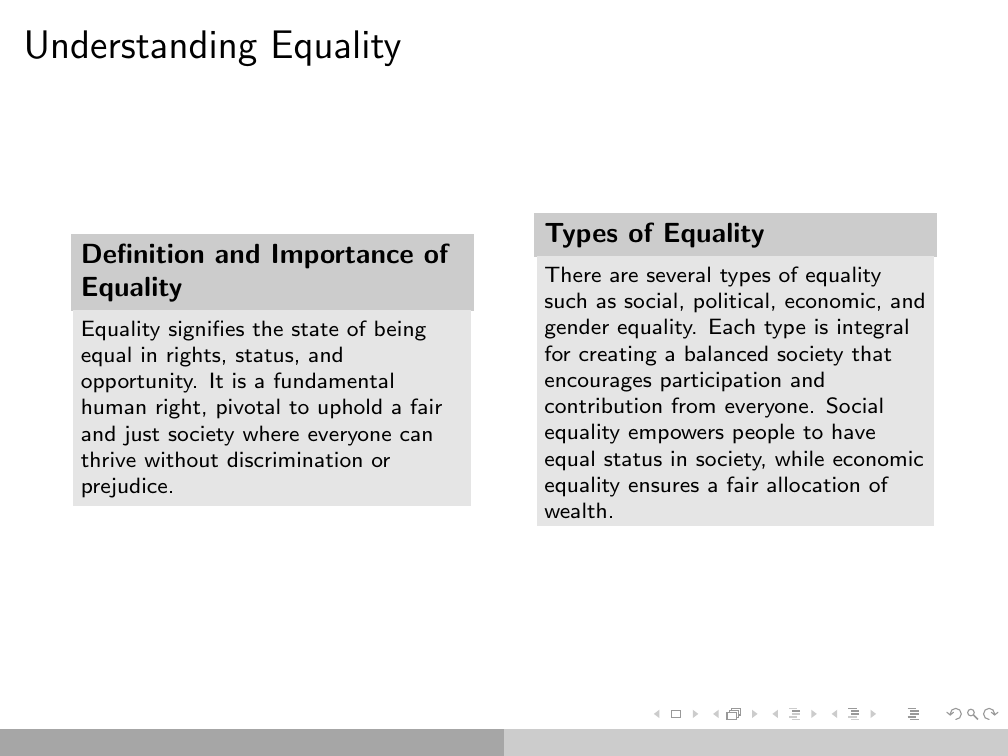 Understanding Equality
Definition and Importance of
Equality
Equality signifies the state of being
equal in rights, status, and
opportunity. It is a fundamental
human right, pivotal to uphold a fair
and just society where everyone can
thrive without discrimination or
prejudice.
Types of Equality
There are several types of equality
such as social, political, economic, and
gender equality. Each type is integral
for creating a balanced society that
encourages participation and
contribution from everyone. Social
equality empowers people to have
equal status in society, while economic
equality ensures a fair allocation of
wealth.